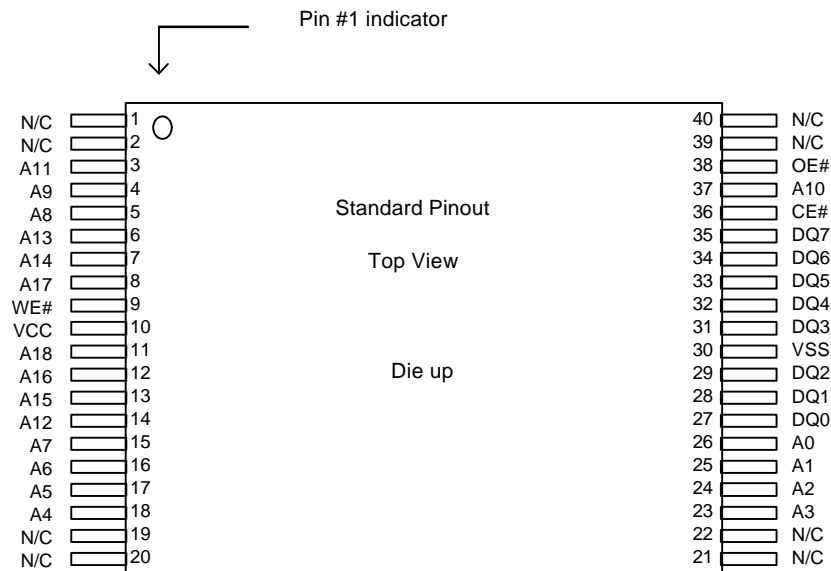 Pin #1 indicator
N/C 1 40 N/C
N/C 2 39 N/C
A11 3 38 OE#
A9 4 37 A10
A8 5 Standard Pinout 36 CE#
A13 6 35 DQ7
A14 7 Top View 34 DQ6
A17 8 33 DQ5
WE# 9 32 DQ4
VCC 10 31 DQ3
A18 11 30 VSS
A16 12 Die up 29 DQ2
A15 13 28 DQ1
A12 14 27 DQ0
A7 15 26 A0
A6 16 25 A1
A5 17 24 A2
A4 18 23 A3
N/C 19 22 N/C
N/C 20 21 N/C